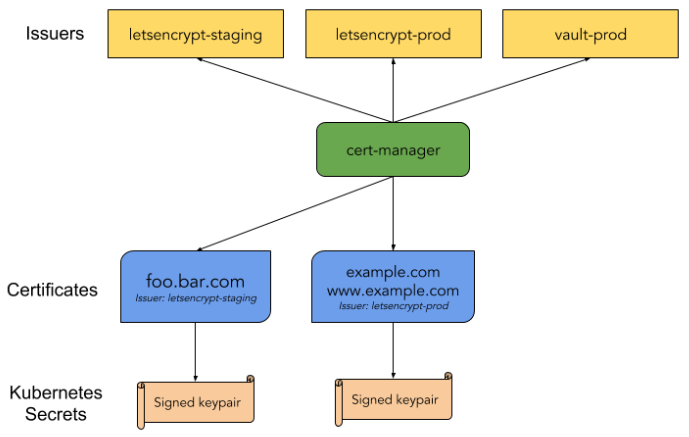 Issuers
letsencrypt-staging
letsencrypt-prod
vault-prod
cert-manager
Certificates
foo.bar.com
Issuer: letsencrypt-staging
example.com
www.example.com
Issuer: letsencrypt-prod
Kubernetes
Secrets
Signed keypair
Signed keypair